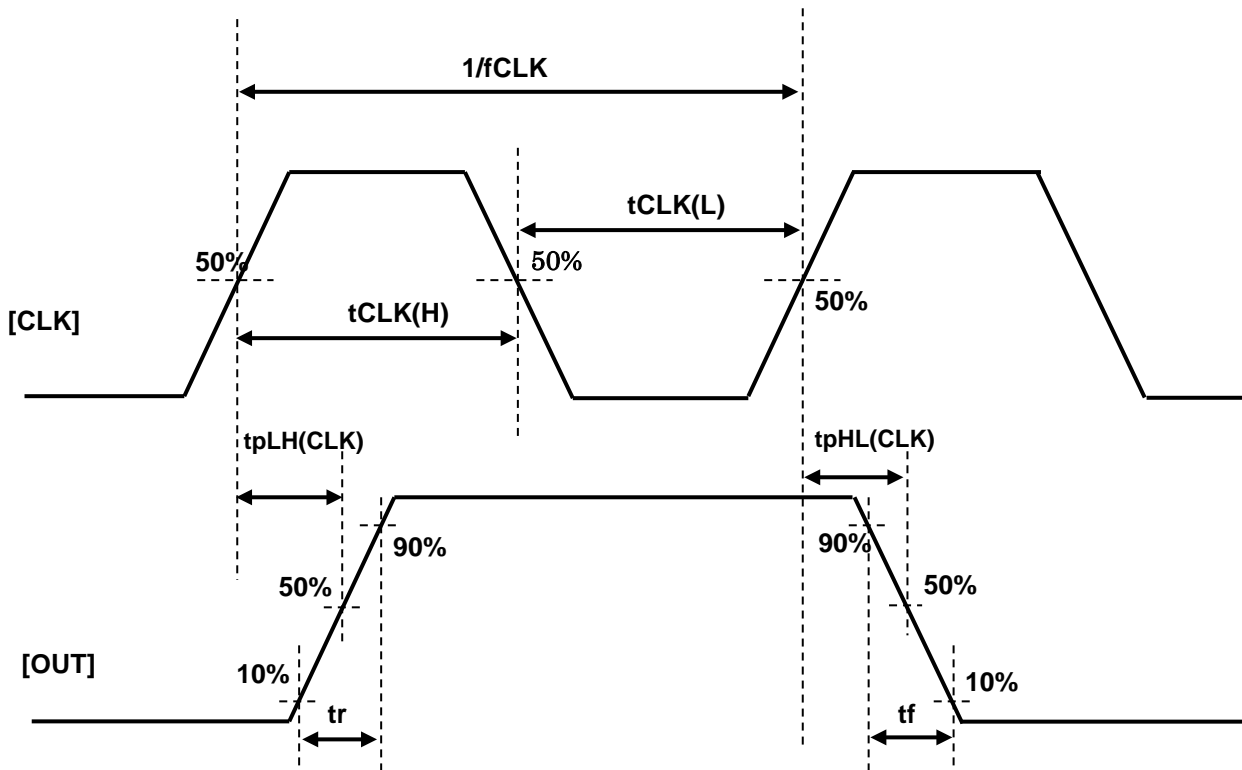 1/fCLK
tCLK(L)
50%
50%
50%
[CLK]
tCLK(H)
tpLH(CLK)
tpHL(CLK)
90%
90%
50%
50%
[OUT]
10%
10%
tr
tf